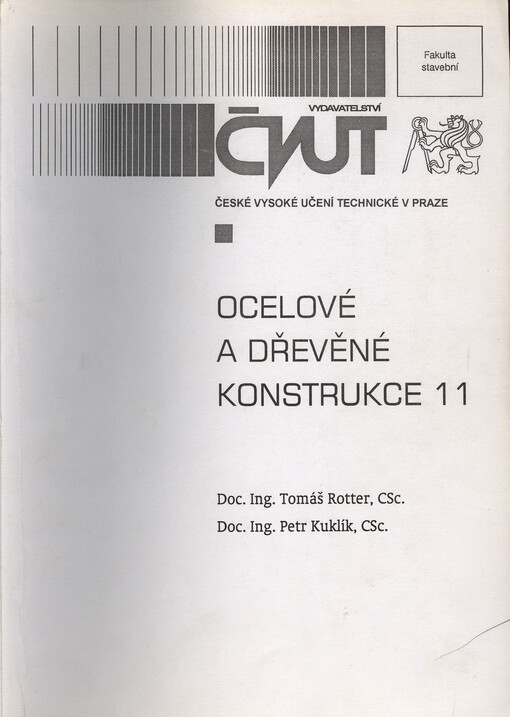 Fakulta
stavební
VYDAVATELSTVÍ
ČVUT
ČESKÉ VYSOKÉ UČENÍ TECHNICKÉ V PRAZE
OCELOVÉ
A DŘEVĚNÉ
KONSTRUKCE 11
Doc. Ing. Tomáš Rotter, CSc.
Doc. Ing. Petr Kuklík, CSc.